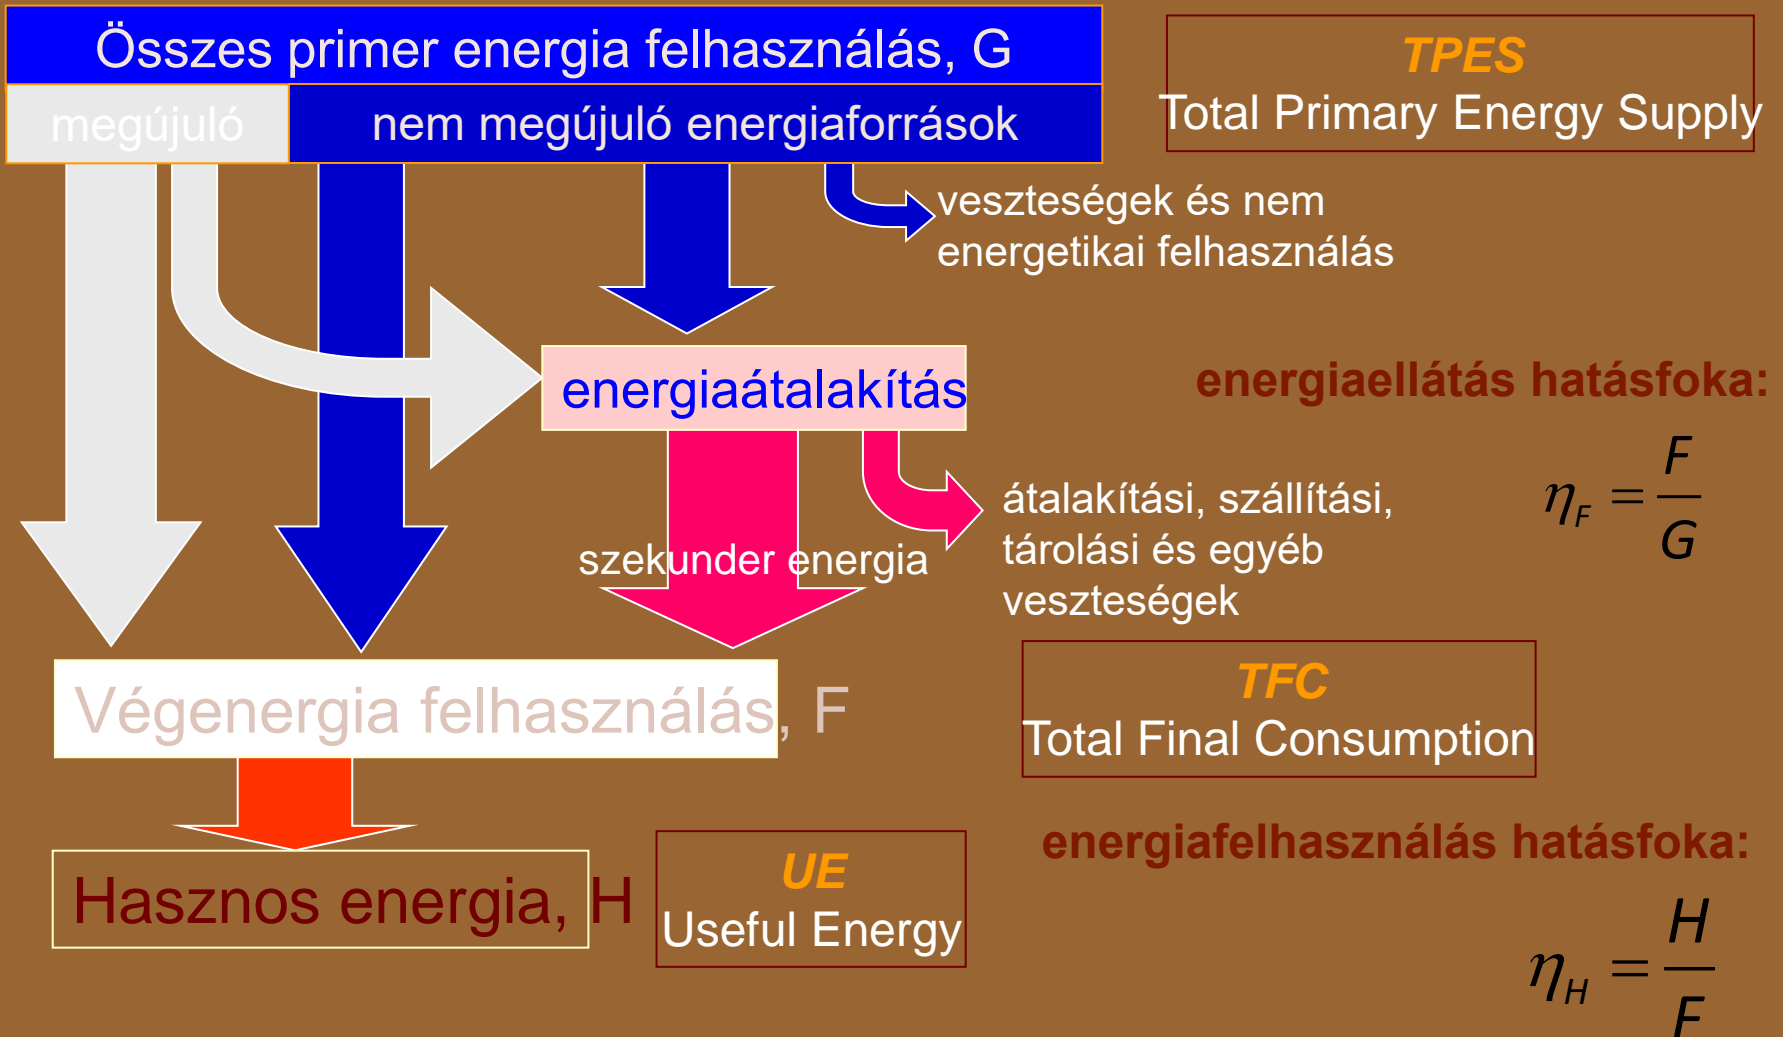 Összes primer energia felhasználás, G
TPES
Total Primary Energy Supply
megújuló
nem megújuló energiaforrások
veszteségek és nem
energetikai felhasználás
energiaátalakítás
energiaellátás hatásfoka:
η_F = F/G
szekunder energia
átalakítási, szállítási,
tárolási és egyéb
veszteségek
Végenergia felhasználás, F
TFC
Total Final Consumption
energiafelhasználás hatásfoka:
η_H = H/F
Hasznos energia, H
UE
Useful Energy